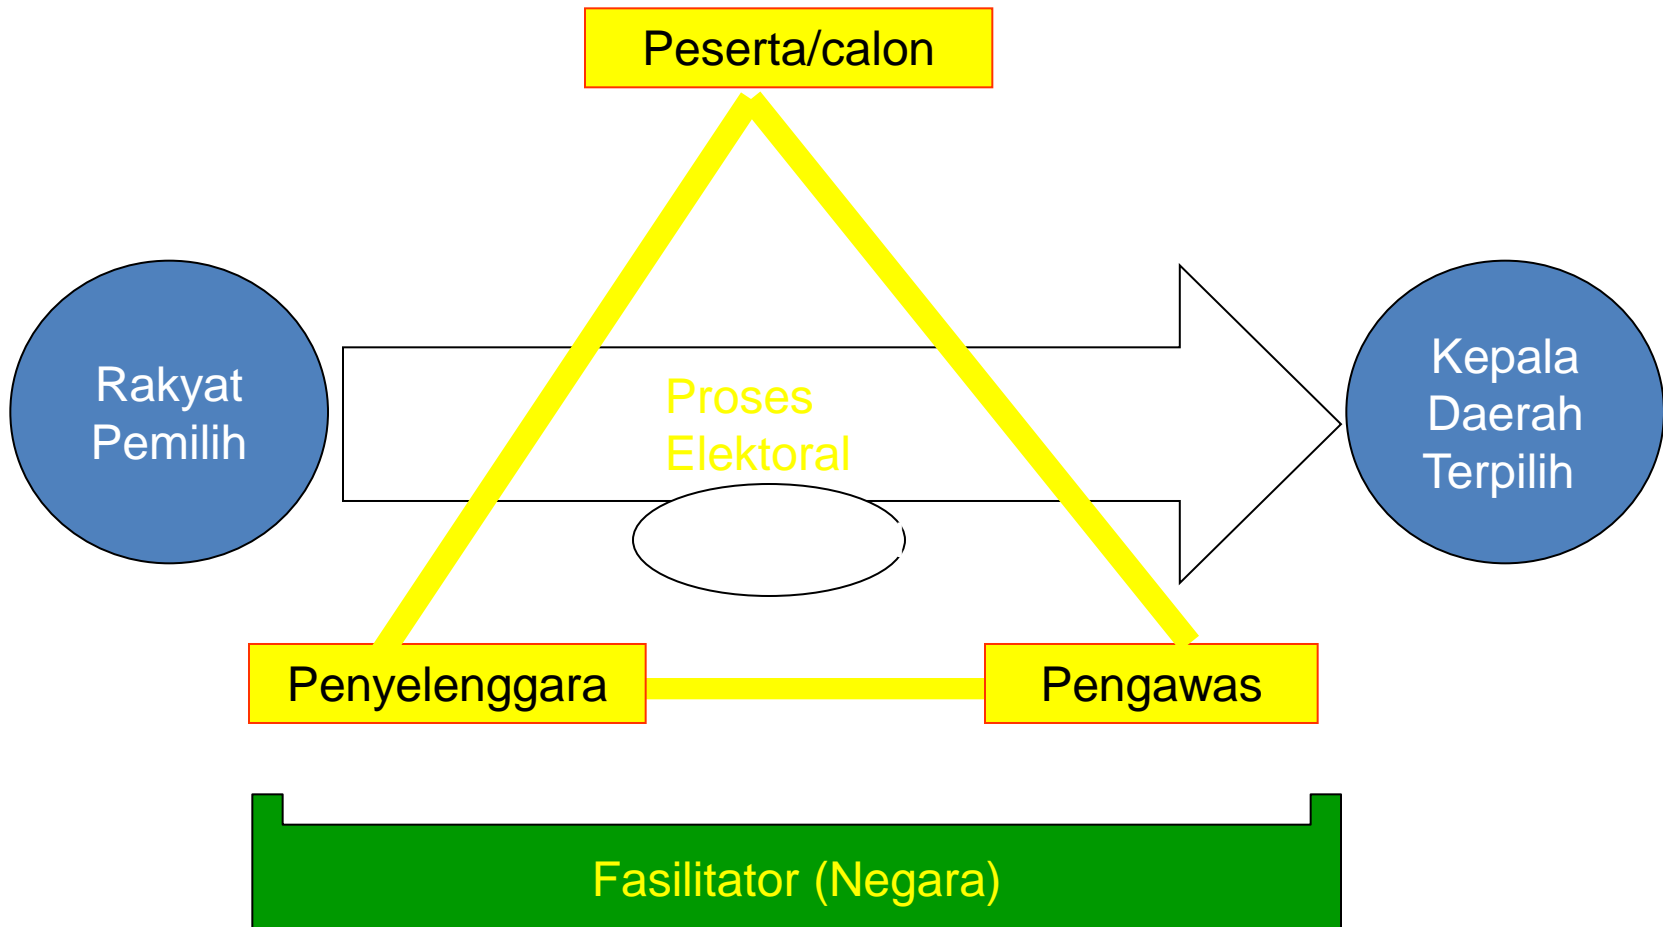 Peserta/calon
Rakyat
Pemilih
Proses
Elektoral
Kepala
Daerah
Terpilih
Penyelenggara
Pengawas
Fasilitator (Negara)